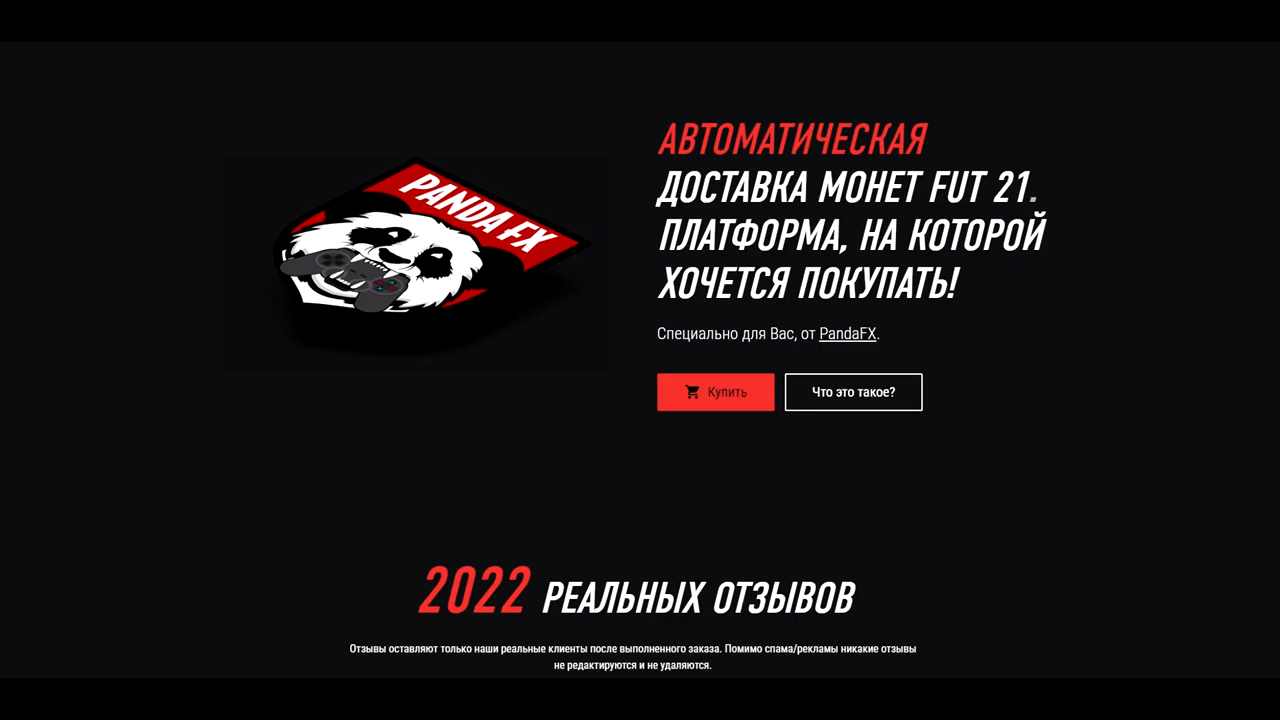 PANDA FX
АВТОМАТИЧЕСКАЯ
ДОСТАВКА МОНЕТ FUT 21.
ПЛАТФОРМА, НА КОТОРОЙ
ХОЧЕТСЯ ПОКУПАТЬ!
Специально для Вас, от PandaFX.
Купить
Что это такое?
2022 РЕАЛЬНЫХ ОТЗЫВОВ
Отзывы оставляют только наши реальные клиенты после выполненного заказа. Помимо спама/рекламы никакие отзывы
не редактируются и не удаляются.